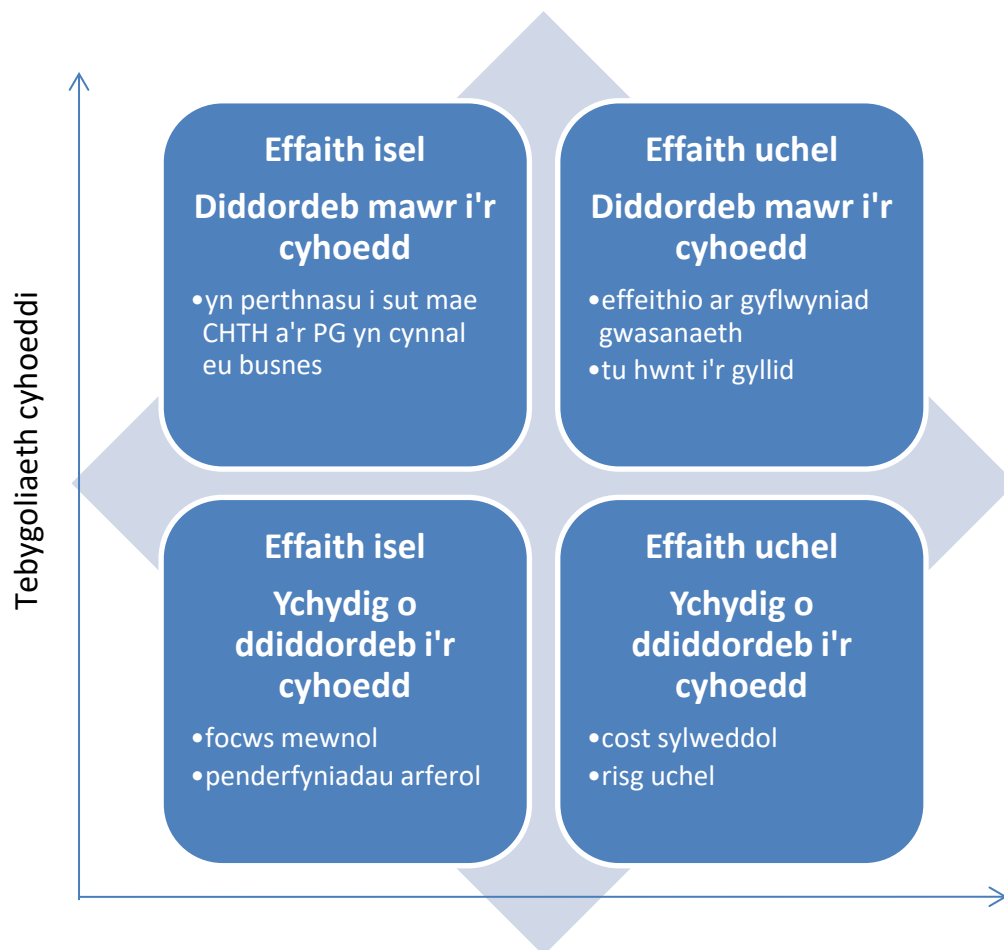 Tebygoliaeth cyhoeddi
Effaith isel
Diddordeb mawr i'r
cyhoedd
•yn perthnasu i sut mae
CHTH a'r PG yn cynnal
eu busnes
Effaith uchel
Diddordeb mawr i'r
cyhoedd
•effeithio ar gyflwyniad
gwasanaeth
•tu hwnt i'r gyllid
Effaith isel
Ychydig o
ddiddordeb i'r
cyhoedd
•focws mewnol
•penderfyniadau arferol
Effaith uchel
Ychydig o
ddiddordeb i'r
cyhoedd
•cost sylweddol
•risg uchel